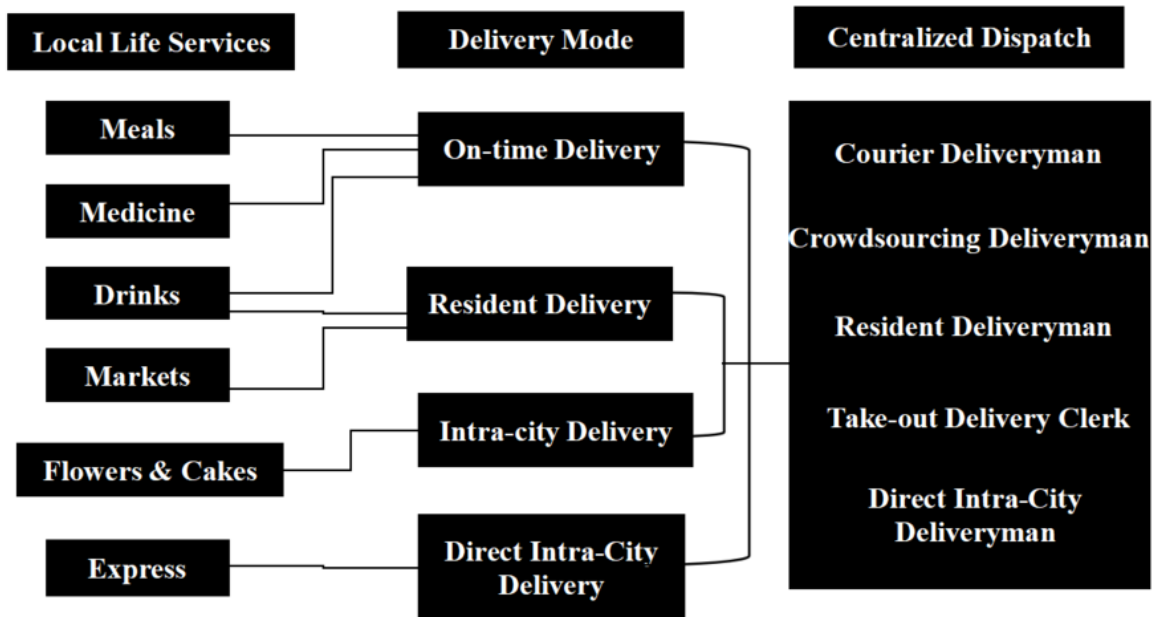 Local Life Services
Delivery Mode
Centralized Dispatch
Meals
Medicine
Drinks
Markets
Flowers & Cakes
Express
On-time Delivery
Resident Delivery
Intra-city Delivery
Direct Intra-City
Delivery
Courier Deliveryman
Crowdsourcing Deliveryman
Resident Deliveryman
Take-out Delivery Clerk
Direct Intra-City
Deliveryman